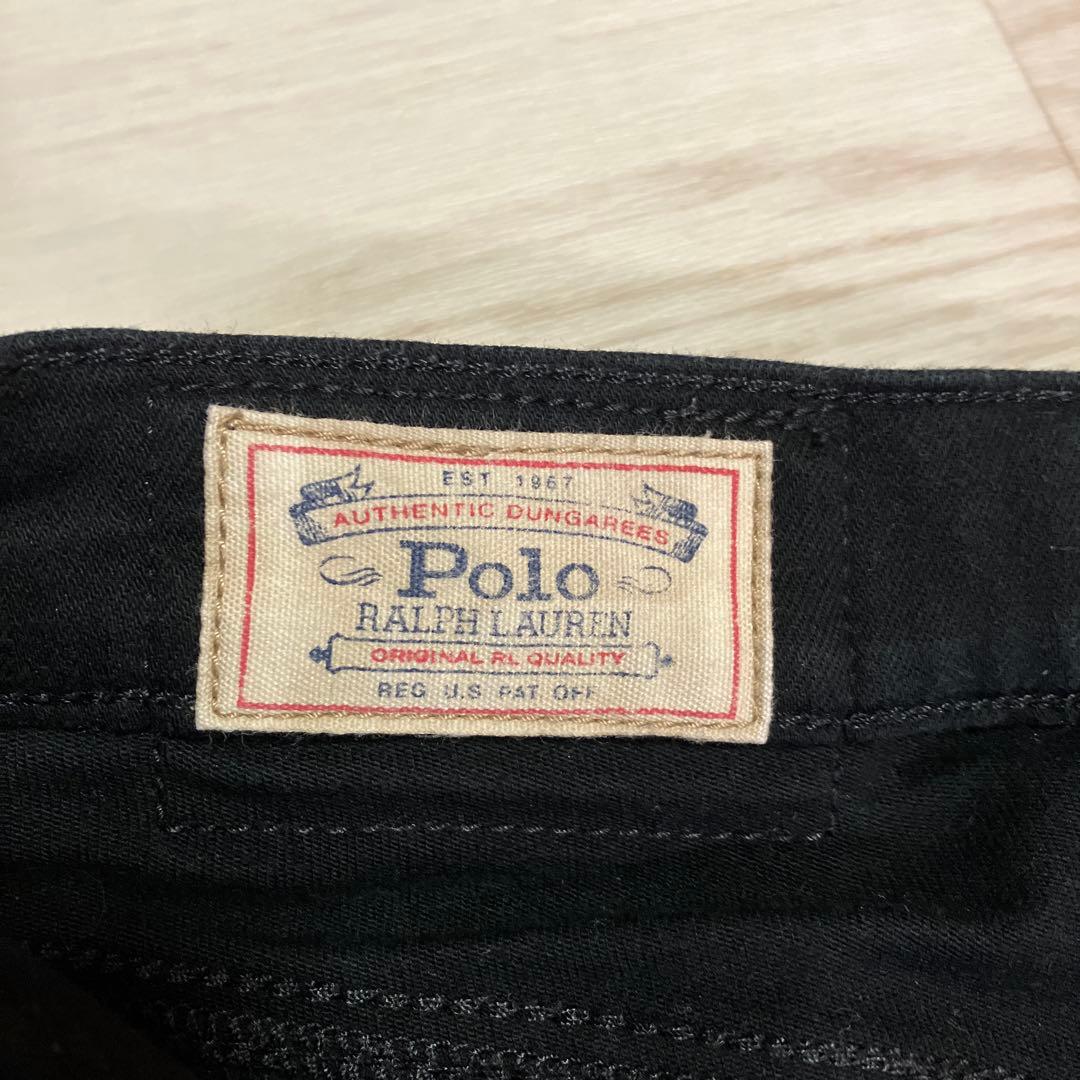 EST 1967
AUTHENTIC DUNGAREES
Polo
RALPH LAUREN
ORIGINAL RL QUALITY
REG U.S PAT OFF